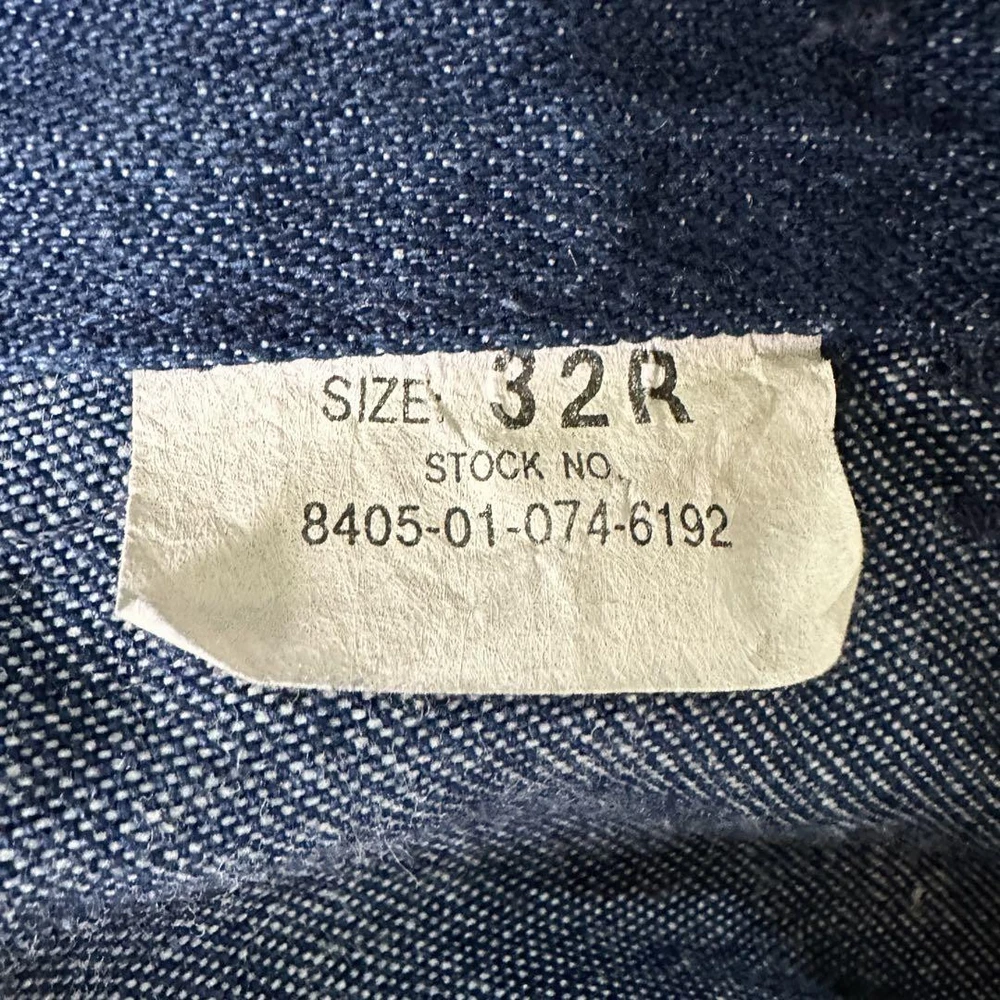 SIZE: 32R
STOCK NO.
8405-01-074-6192